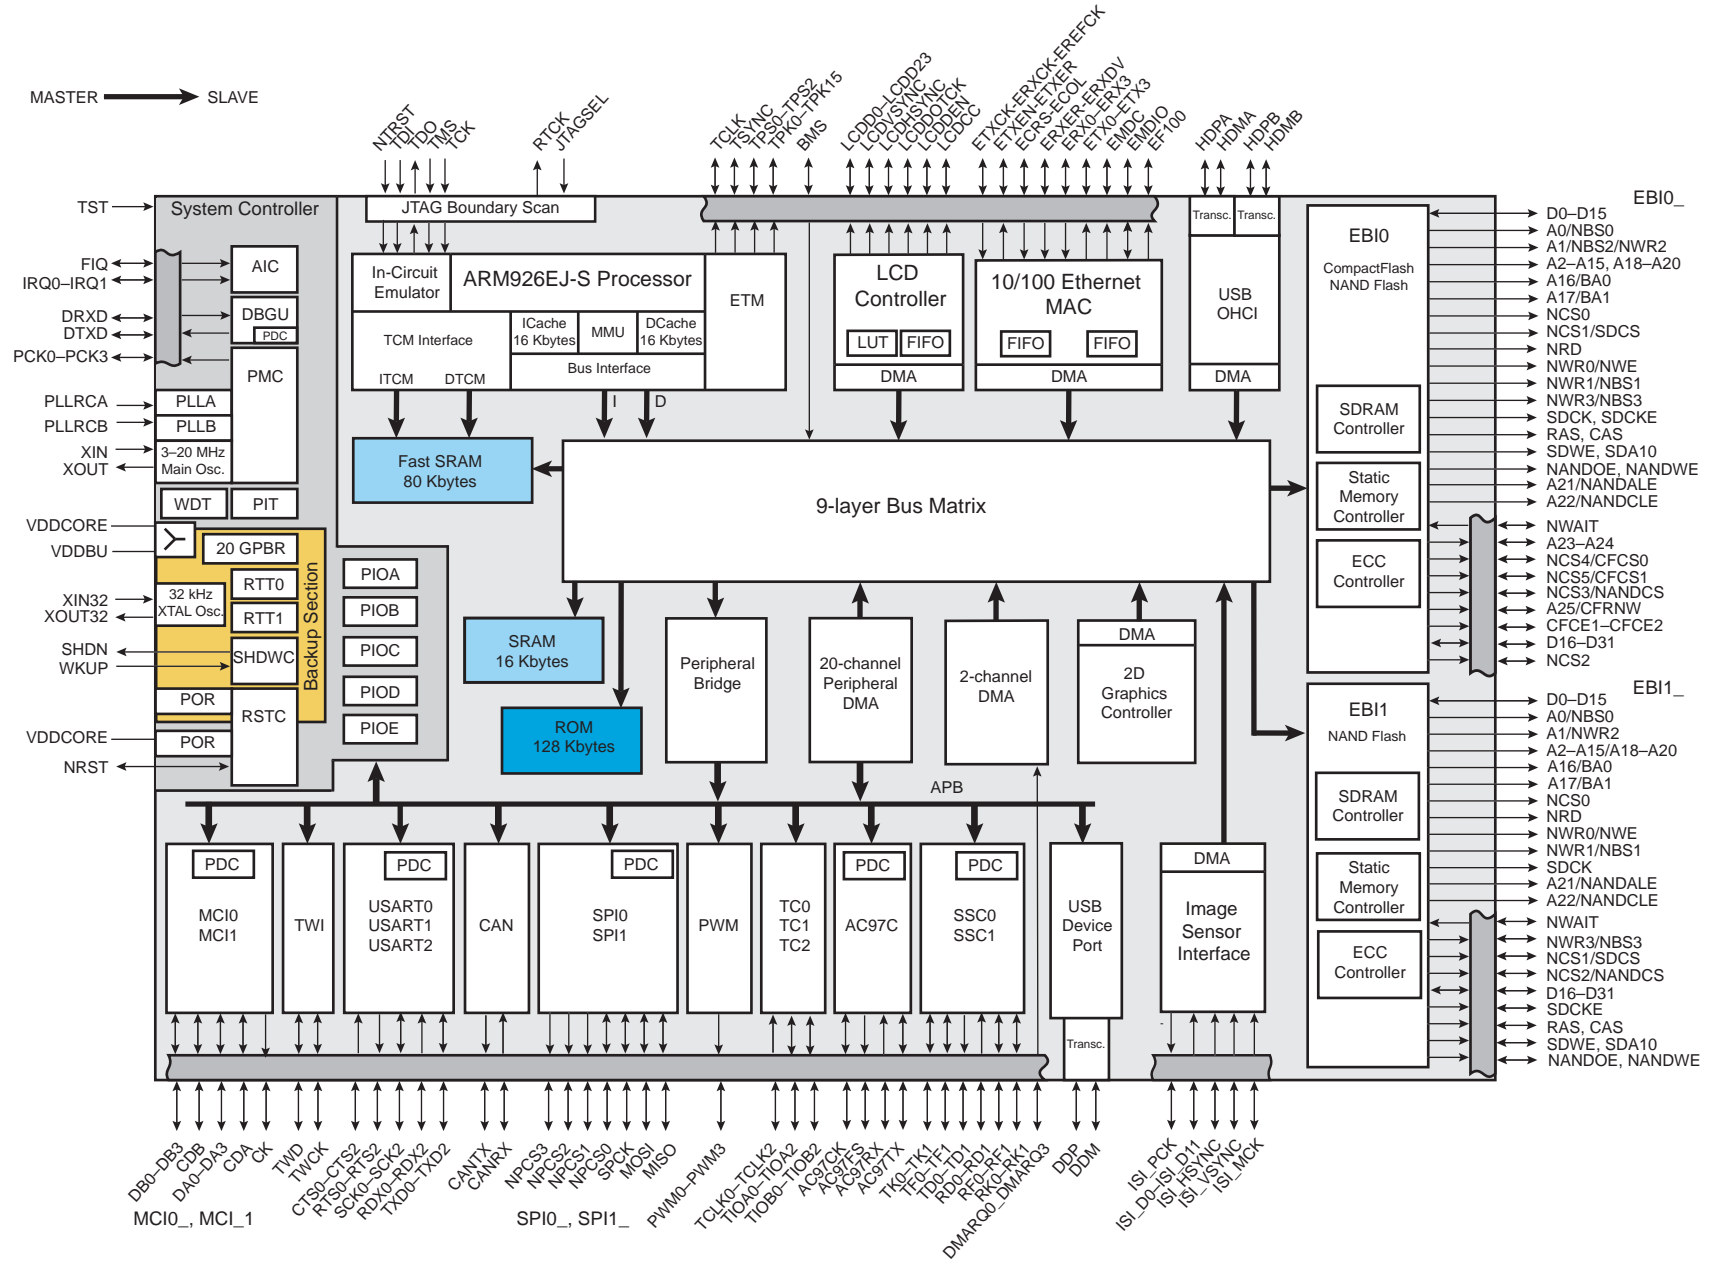 MASTER
SLAVE
NTRST
TDI
TDO
TMS
TCK
RTCK
JTAGSEL
TCLK
TSYNC
TPS0–TPS2
TPK0–TPK15
BMS
LCDD0–LCDD23
LCDVSYNC
LCDHSYNC
LCDDOTCK
LCDDEN
LCDCC
ETXCK-ERXCK-EREFCK
ETXEN-ETXER
ECRS-ECOL
ERXER-ERXDV
ERX0–ERX3
ETX0–ETX3
EMDC
EMDIO
EF100
HDPA
HDMA
HDPB
HDMB
TST
FIQ
IRQ0–IRQ1
DRXD
DTXD
PCK0–PCK3
PLLRCA
PLLRCB
XIN
XOUT
VDDCORE
VDDBU
XIN32
XOUT32
SHDN
WKUP
VDDCORE
NRST
System Controller
AIC
DBGU
PDC
PMC
PLLA
PLLB
3–20 MHz
Main Osc.
WDT
PIT
20 GPBR
RTT0
32 kHz
XTAL Osc.
RTT1
SHDWC
Backup Section
POR
RSTC
POR
PIOA
PIOB
PIOC
PIOD
PIOE
JTAG Boundary Scan
In-Circuit
Emulator
ARM926EJ-S Processor
TCM Interface
ICache
16 Kbytes
MMU
DCache
16 Kbytes
Bus Interface
ITCM
DTCM
I
D
ETM
LCD
Controller
LUT
FIFO
DMA
10/100 Ethernet
MAC
FIFO
FIFO
DMA
Transc.
Transc.
USB
OHCI
DMA
Fast SRAM
80 Kbytes
9-layer Bus Matrix
SRAM
16 Kbytes
ROM
128 Kbytes
Peripheral
Bridge
20-channel
Peripheral
DMA
2-channel
DMA
DMA
2D
Graphics
Controller
APB
EBI0_
EBI0
CompactFlash
NAND Flash
SDRAM
Controller
Static
Memory
Controller
ECC
Controller
D0–D15
A0/NBS0
A1/NBS2/NWR2
A2–A15, A18–A20
A16/BA0
A17/BA1
NCS0
NCS1/SDCS
NRD
NWR0/NWE
NWR1/NBS1
NWR3/NBS3
SDCK, SDCKE
RAS, CAS
SDWE, SDA10
NANDOE, NANDWE
A21/NANDALE
A22/NANDCLE
NWAIT
A23–A24
NCS4/CFCS0
NCS5/CFCS1
NCS3/NANDCS
A25/CFRNW
CFCE1–CFCE2
D16–D31
NCS2
EBI1_
EBI1
NAND Flash
SDRAM
Controller
Static
Memory
Controller
ECC
Controller
D0–D15
A0/NBS0
A1/NWR2
A2–A15/A18–A20
A16/BA0
A17/BA1
NCS0
NRD
NWR0/NWE
NWR1/NBS1
SDCK
A21/NANDALE
A22/NANDCLE
NWAIT
NWR3/NBS3
NCS1/SDCS
NCS2/NANDCS
D16–D31
SDCKE
RAS, CAS
SDWE, SDA10
NANDOE, NANDWE
PDC
MCI0
MCI1
TWI
PDC
USART0
USART1
USART2
CAN
PDC
SPI0
SPI1
PWM
TC0
TC1
TC2
PDC
AC97C
PDC
SSC0
SSC1
USB
Device
Port
Transc.
DMA
Image
Sensor
Interface
DB0–DB3
CDB
DA0–DA3
CDA
CK
TWD
TWCK
CTS0–CTS2
RTS0–RTS2
SCK0–SCK2
RDX0–RDX2
TXD0–TXD2
CANTX
CANRX
NPCS3
NPCS2
NPCS1
NPCS0
SPCK
MOSI
MISO
PWM0–PWM3
TCLK0–TCLK2
TIOA0–TIOA2
TIOB0–TIOB2
AC97CK
AC97FS
AC97RX
AC97TX
TK0–TK1
TF0–TF1
TD0–TD1
RD0–RD1
RF0–RF1
RK0–RK1
DMARQ0_DMARQ3
DDP
DDM
ISI_PCK
ISI_D0–ISI_D11
ISI_HSYNC
ISI_VSYNC
ISI_MCK
MCI0_, MCI_1
SPI0_, SPI1_